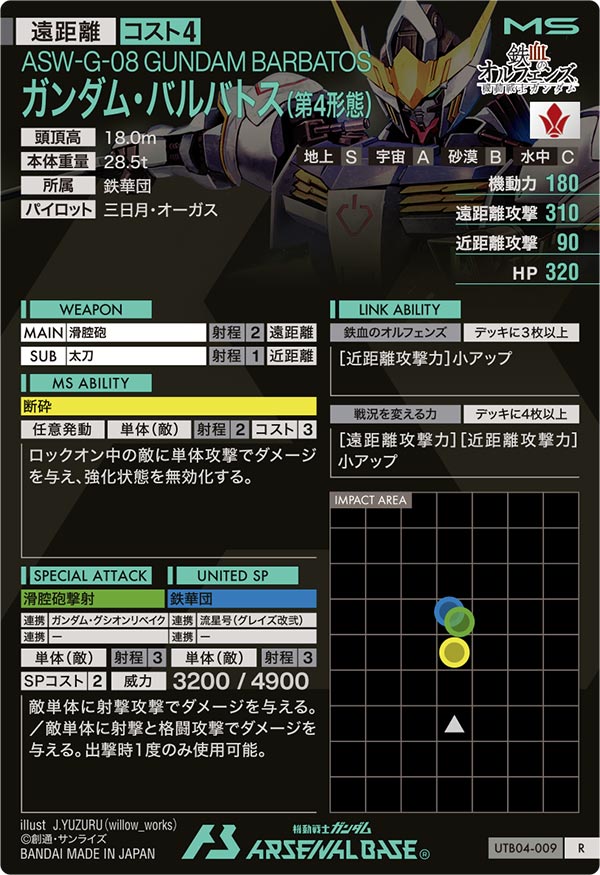 遠距離 コスト4 MS
ASW-G-08 GUNDAM BARBATOS
ガンダム・バルバトス(第4形態)
機動戦士ガンダム 鉄血のオルフェンズ
頭頂高 18.0m
本体重量 28.5t
所属 鉄華団
パイロット 三日月・オーガス
地上 S 宇宙 A 砂漠 B 水中 C
機動力 180
遠距離攻撃 310
近距離攻撃 90
HP 320
WEAPON
MAIN 滑腔砲 射程 2 遠距離
SUB 太刀 射程 1 近距離
MS ABILITY
断砕
任意発動 単体(敵) 射程 2 コスト 3
ロックオン中の敵に単体攻撃でダメージ
を与え、強化状態を無効化する。
LINK ABILITY
鉄血のオルフェンズ デッキに3枚以上
[近距離攻撃力]小アップ
戦況を変える力 デッキに4枚以上
[遠距離攻撃力][近距離攻撃力]
小アップ
IMPACT AREA
SPECIAL ATTACK UNITED SP
滑腔砲撃射 鉄華団
連携 ガンダム・グシオンリベイク 連携 流星号(グレイズ改弐)
連携 ー 連携 ー
単体(敵) 射程 3 単体(敵) 射程 3
SPコスト 2 威力 3200 / 4900
敵単体に射撃攻撃でダメージを与える。
／敵単体に射撃と格闘攻撃でダメージを
与える。出撃時1度のみ使用可能。
illust J.YUZURU(willow_works)
©創通・サンライズ
BANDAI MADE IN JAPAN
機動戦士ガンダム
AB ARSENAL BASE ®
UTB04-009 R